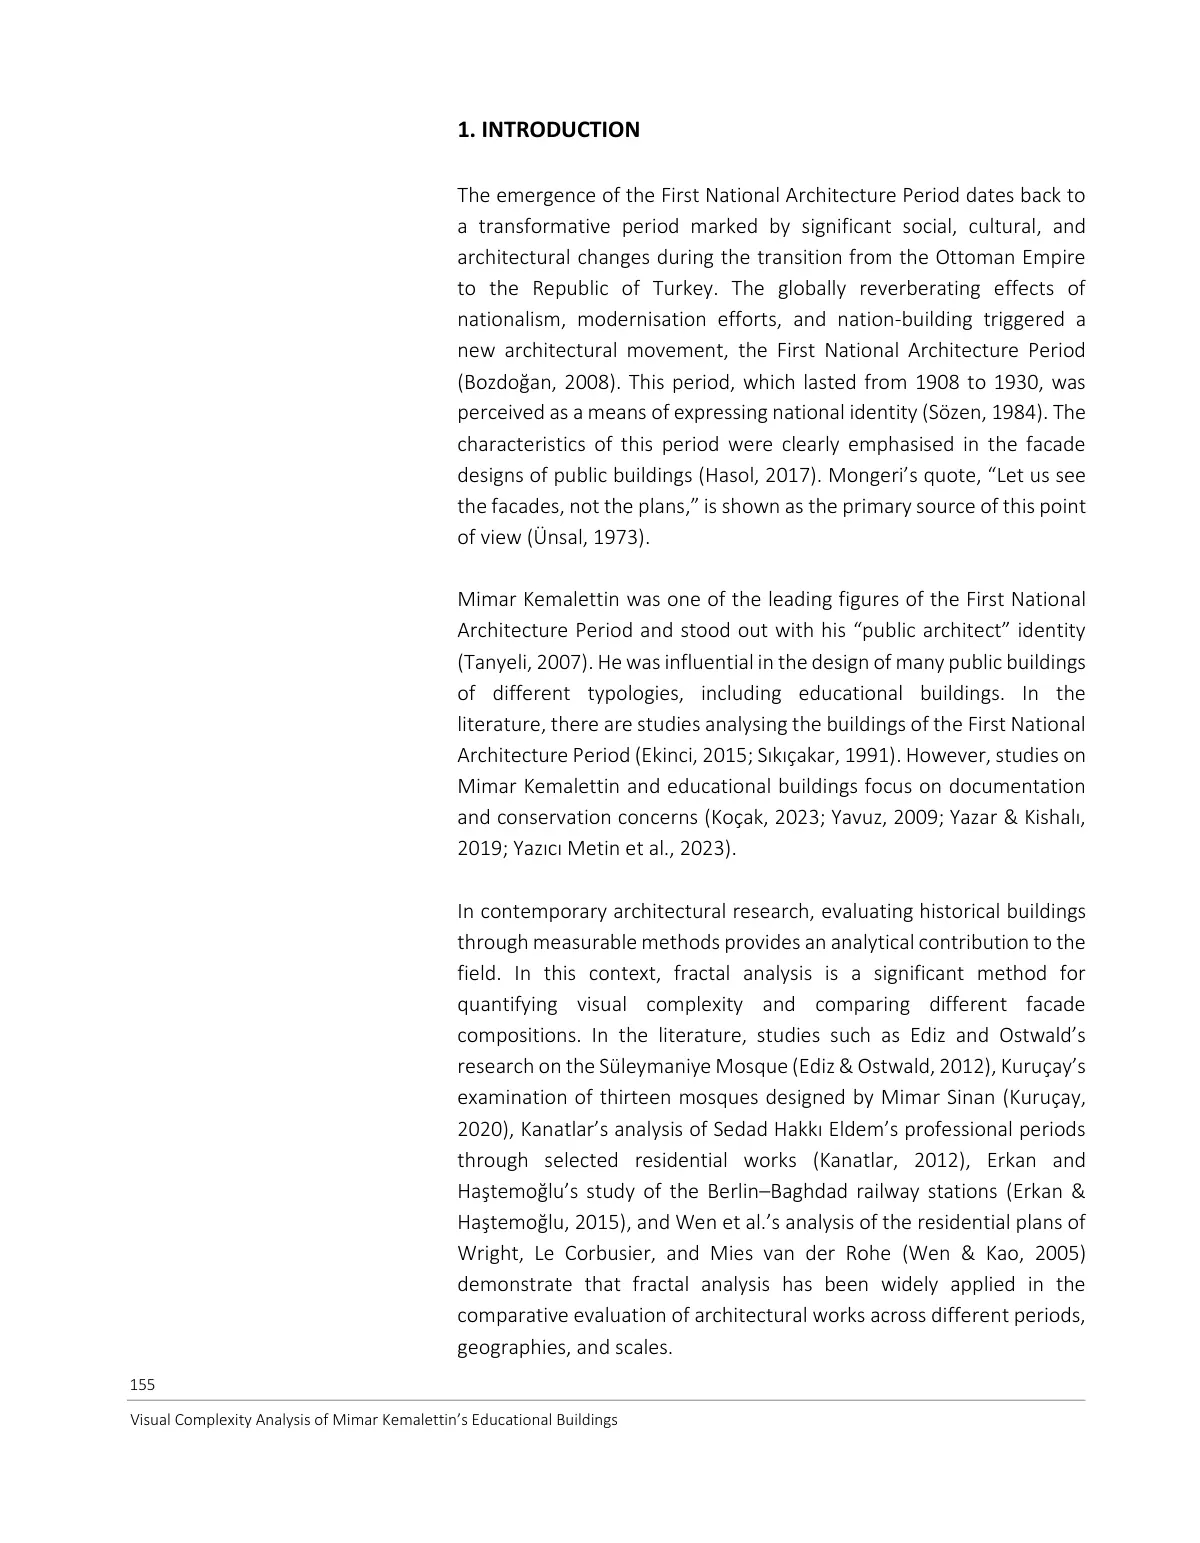 1. INTRODUCTION
The emergence of the First National Architecture Period dates back to
a transformative period marked by significant social, cultural, and
architectural changes during the transition from the Ottoman Empire
to the Republic of Turkey. The globally reverberating effects of
nationalism, modernisation efforts, and nation-building triggered a
new architectural movement, the First National Architecture Period
(Bozdoğan, 2008). This period, which lasted from 1908 to 1930, was
perceived as a means of expressing national identity (Sözen, 1984). The
characteristics of this period were clearly emphasised in the facade
designs of public buildings (Hasol, 2017). Mongeri’s quote, “Let us see
the facades, not the plans,” is shown as the primary source of this point
of view (Ünsal, 1973).
Mimar Kemalettin was one of the leading figures of the First National
Architecture Period and stood out with his “public architect” identity
(Tanyeli, 2007). He was influential in the design of many public buildings
of different typologies, including educational buildings. In the
literature, there are studies analysing the buildings of the First National
Architecture Period (Ekinci, 2015; Sıkıçakar, 1991). However, studies on
Mimar Kemalettin and educational buildings focus on documentation
and conservation concerns (Koçak, 2023; Yavuz, 2009; Yazar & Kishalı,
2019; Yazıcı Metin et al., 2023).
In contemporary architectural research, evaluating historical buildings
through measurable methods provides an analytical contribution to the
field. In this context, fractal analysis is a significant method for
quantifying visual complexity and comparing different facade
compositions. In the literature, studies such as Ediz and Ostwald’s
research on the Süleymaniye Mosque (Ediz & Ostwald, 2012), Kuruçay’s
examination of thirteen mosques designed by Mimar Sinan (Kuruçay,
2020), Kanatlar’s analysis of Sedad Hakkı Eldem’s professional periods
through selected residential works (Kanatlar, 2012), Erkan and
Haştemoğlu’s study of the Berlin–Baghdad railway stations (Erkan &
Haştemoğlu, 2015), and Wen et al.’s analysis of the residential plans of
Wright, Le Corbusier, and Mies van der Rohe (Wen & Kao, 2005)
demonstrate that fractal analysis has been widely applied in the
comparative evaluation of architectural works across different periods,
geographies, and scales.
155
Visual Complexity Analysis of Mimar Kemalettin’s Educational Buildings